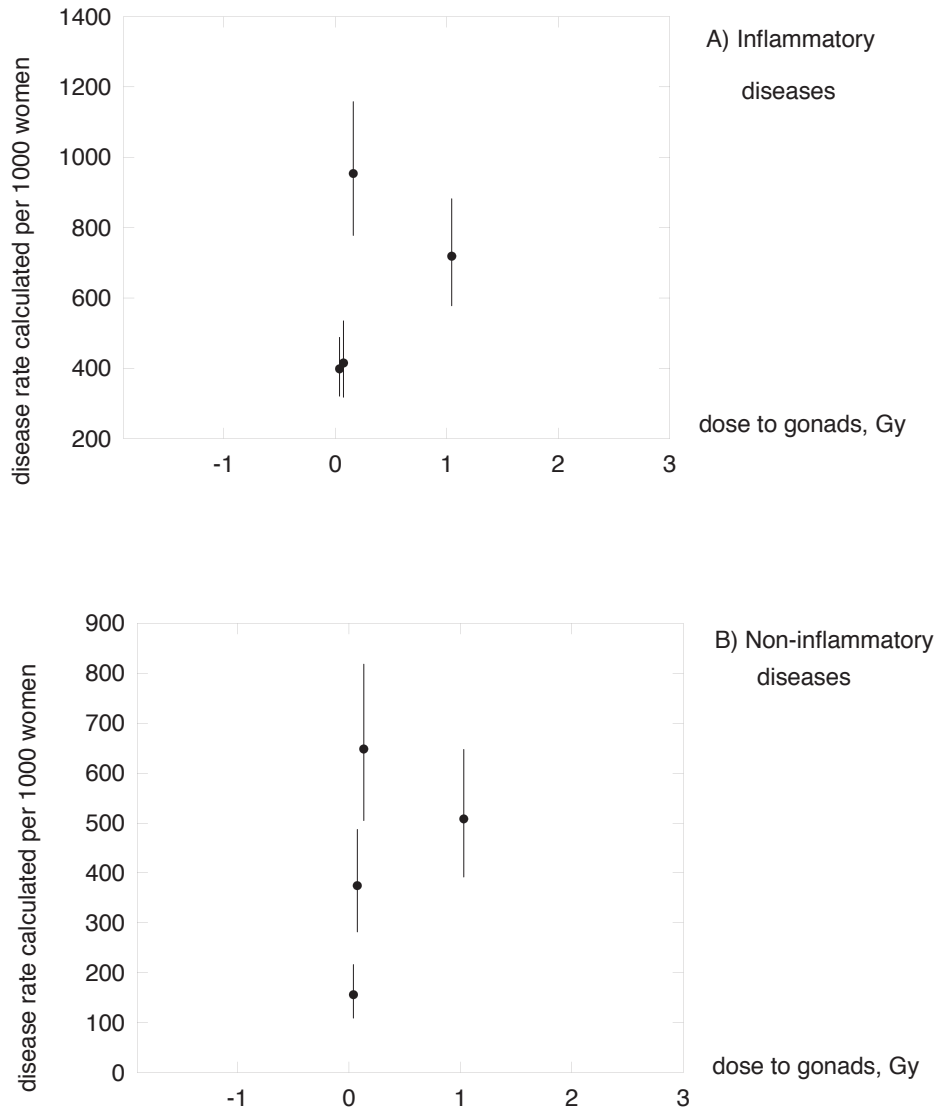 A) Inflammatory
diseases
disease rate calculated per 1000 women
1400
1200
1000
800
600
400
200
-1 0 1 2 3
dose to gonads, Gy
B) Non-inflammatory
diseases
disease rate calculated per 1000 women
900
800
700
600
500
400
300
200
100
0
-1 0 1 2 3
dose to gonads, Gy